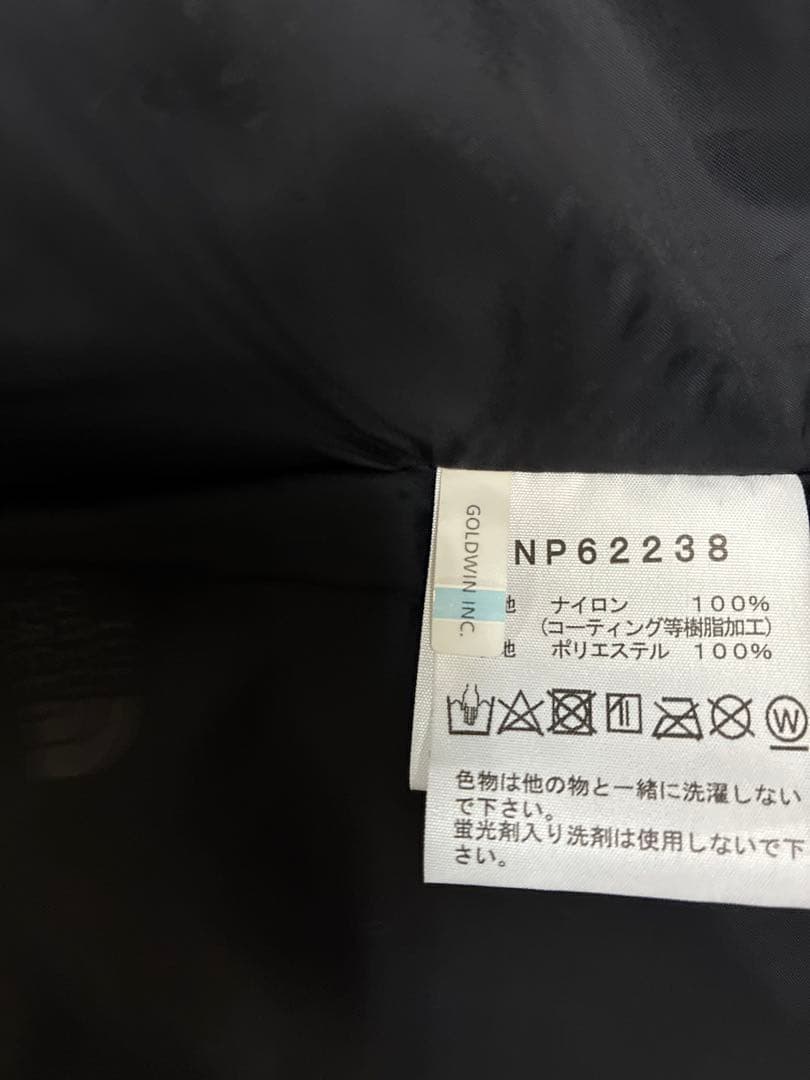 GOLDWIN INC.
NP62238
地 ナイロン 100%
(コーティング等樹脂加工)
地 ポリエステル 100%
W
色物は他の物と一緒に洗濯しない
で下さい。
蛍光剤入り洗剤は使用しないで下
さい。